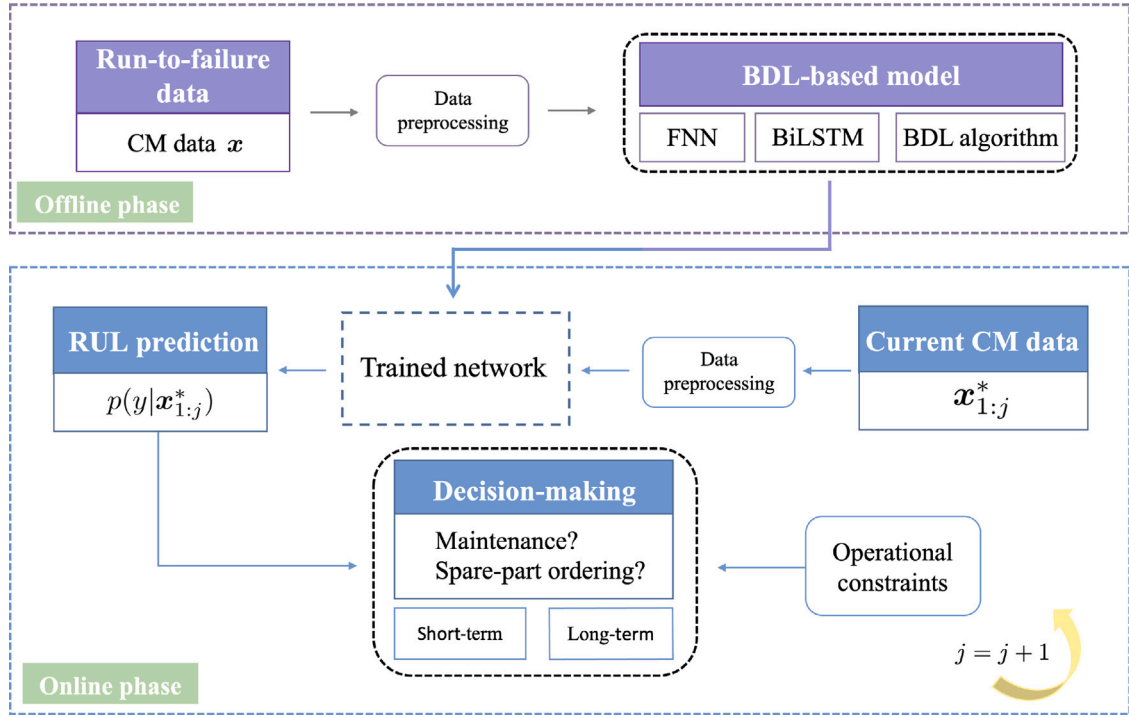 Run-to-failure
data
CM data x
Data
preprocessing
BDL-based model
FNN
BiLSTM
BDL algorithm
Offline phase
RUL prediction
p(y|x*1:j)
Trained network
Data
preprocessing
Current CM data
x*1:j
Decision-making
Maintenance?
Spare-part ordering?
Short-term
Long-term
Operational
constraints
j = j + 1
Online phase